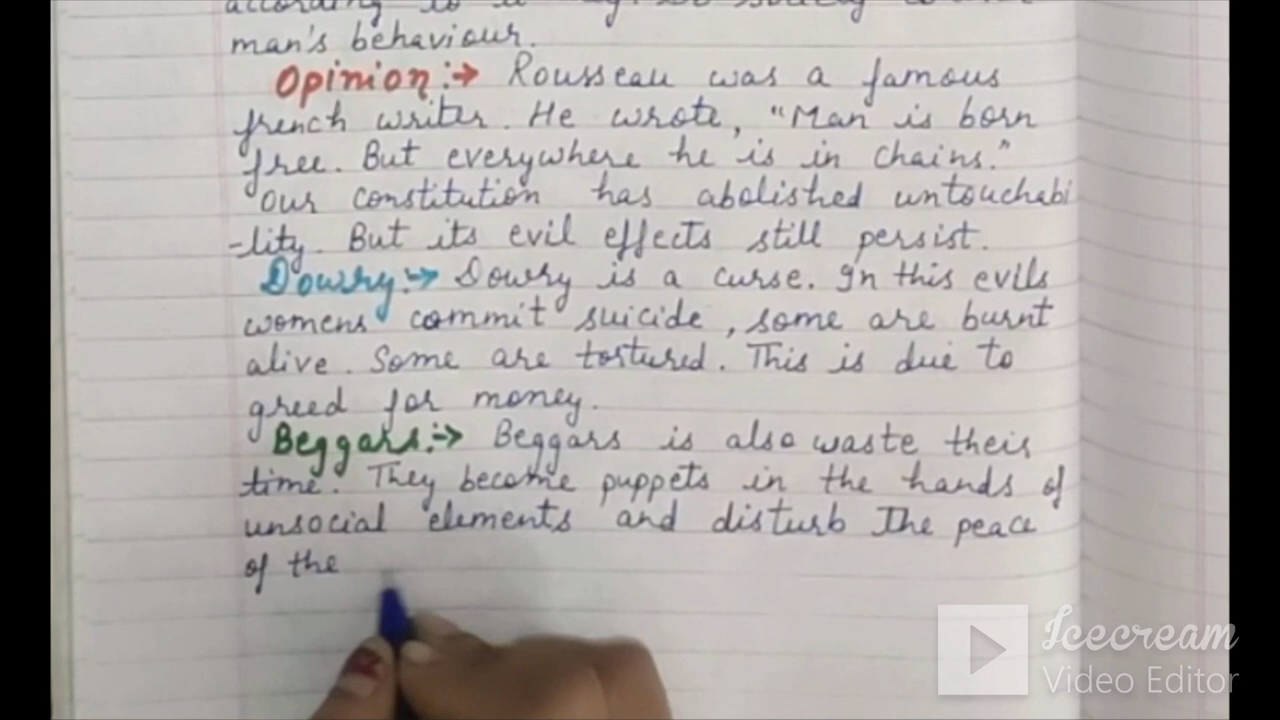 according to it
man's behaviour.
Opinion:→ Rousseau was a famous
french writer. He wrote, "Man is born
free. But everywhere he is in chains."
Our constitution has abolished untouchabi
-lity. But its evil effects still persist.
Dowry:→ Dowry is a curse. In this evils
womens commit suicide, some are burnt
alive. Some are tortured. This is due to
greed for money.
Beggars:→ Beggars is also waste their
time. They become puppets in the hands of
unsocial elements and disturb The peace
of the
Icecream
Video Editor